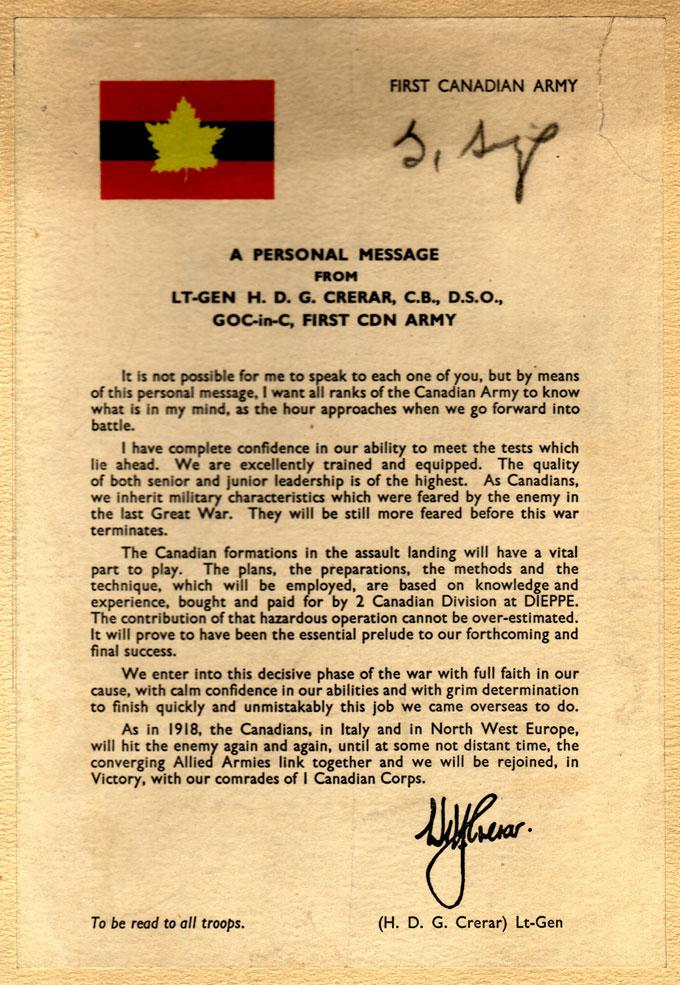 FIRST CANADIAN ARMY
A PERSONAL MESSAGE
FROM
LT-GEN H. D. G. CRERAR, C.B., D.S.O.,
GOC-in-C, FIRST CDN ARMY
It is not possible for me to speak to each one of you, but by means
of this personal message, I want all ranks of the Canadian Army to know
what is in my mind, as the hour approaches when we go forward into
battle.
I have complete confidence in our ability to meet the tests which
lie ahead. We are excellently trained and equipped. The quality
of both senior and junior leadership is of the highest. As Canadians,
we inherit military characteristics which were feared by the enemy in
the last Great War. They will be still more feared before this war
terminates.
The Canadian formations in the assault landing will have a vital
part to play. The plans, the preparations, the methods and the
technique, which will be employed, are based on knowledge and
experience, bought and paid for by 2 Canadian Division at DIEPPE.
The contribution of that hazardous operation cannot be over-estimated.
It will prove to have been the essential prelude to our forthcoming and
final success.
We enter into this decisive phase of the war with full faith in our
cause, with calm confidence in our abilities and with grim determination
to finish quickly and unmistakably this job we came overseas to do.
As in 1918, the Canadians, in Italy and in North West Europe,
will hit the enemy again and again, until at some not distant time, the
converging Allied Armies link together and we will be rejoined, in
Victory, with our comrades of 1 Canadian Corps.
To be read to all troops.
(H. D. G. Crerar) Lt-Gen